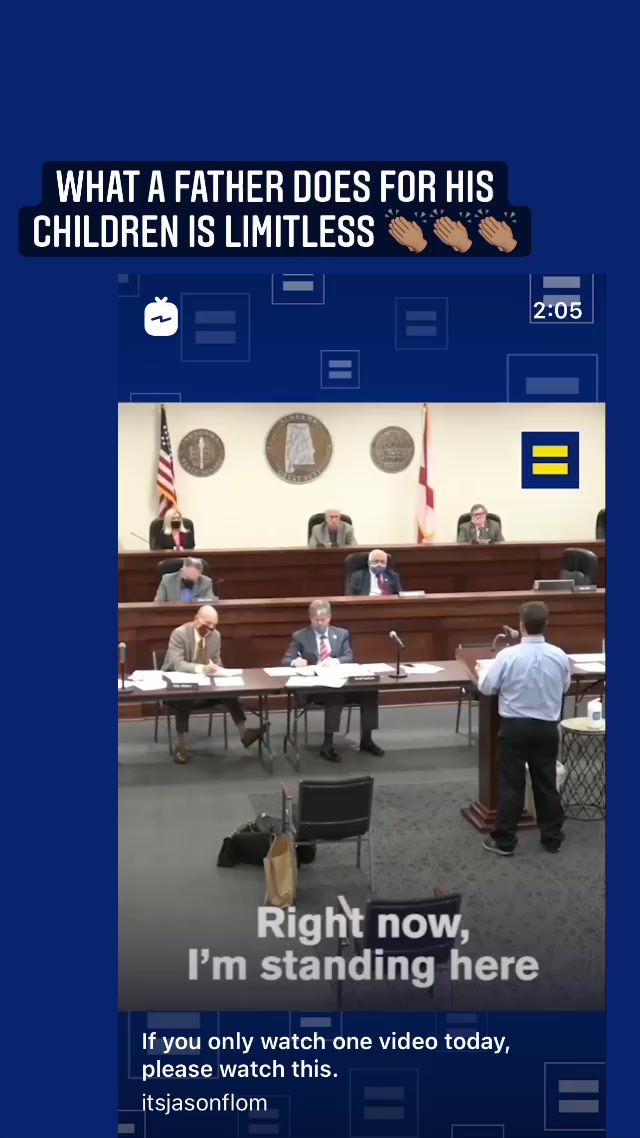 WHAT A FATHER DOES FOR HIS
CHILDREN IS LIMITLESS 👏🏽👏🏽👏🏽
2:05
ALABAMA
Right now,
I'm standing here
If you only watch one video today,
please watch this.
itsjasonflom